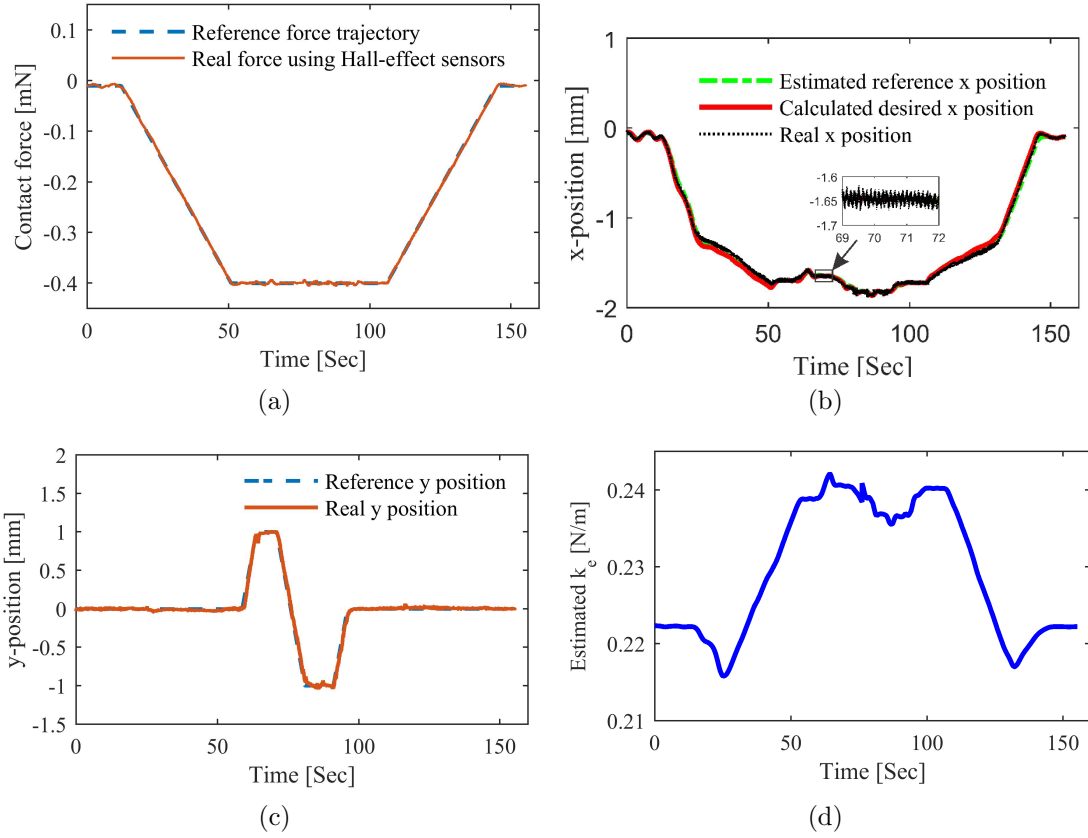 0.1
0
-0.1
-0.2
-0.3
-0.4
Contact force [mN]
Reference force trajectory
Real force using Hall-effect sensors
0 50 100 150
Time [Sec]
(a)
1
0
-1
-2
x-position [mm]
Estimated reference x position
Calculated desired x position
Real x position
-1.6
-1.65
-1.7
69 70 71 72
0 50 100 150
Time [Sec]
(b)
2
1.5
1
0.5
0
-0.5
-1
-1.5
y-position [mm]
Reference y position
Real y position
0 50 100 150
Time [Sec]
(c)
0.24
0.23
0.22
0.21
Estimated ke [N/m]
0 50 100 150
Time [Sec]
(d)